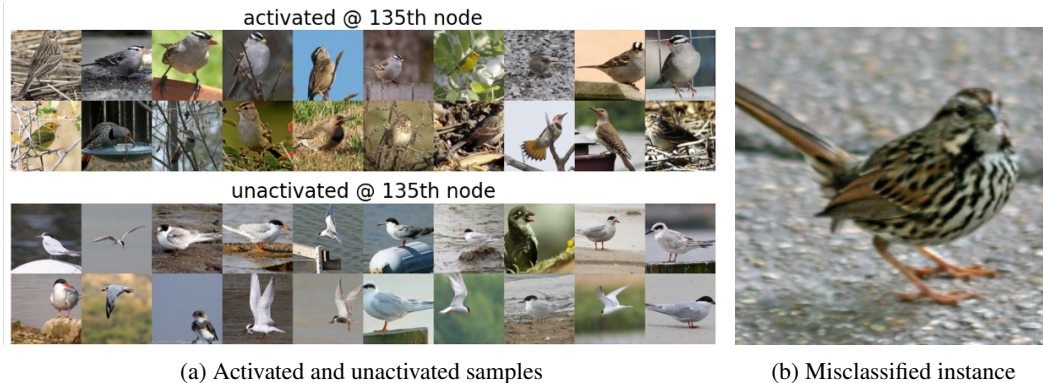 activated @ 135th node
unactivated @ 135th node
(a) Activated and unactivated samples
(b) Misclassified instance